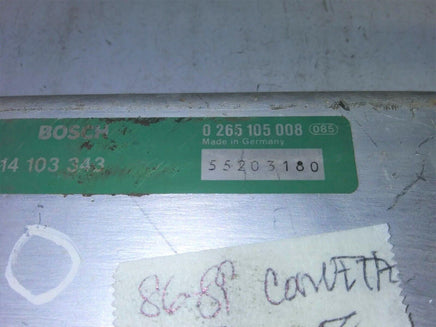 BOSCH
0 265 105 008 085
Made in Germany
14 103 343
55203180
86-89 CORVETTE